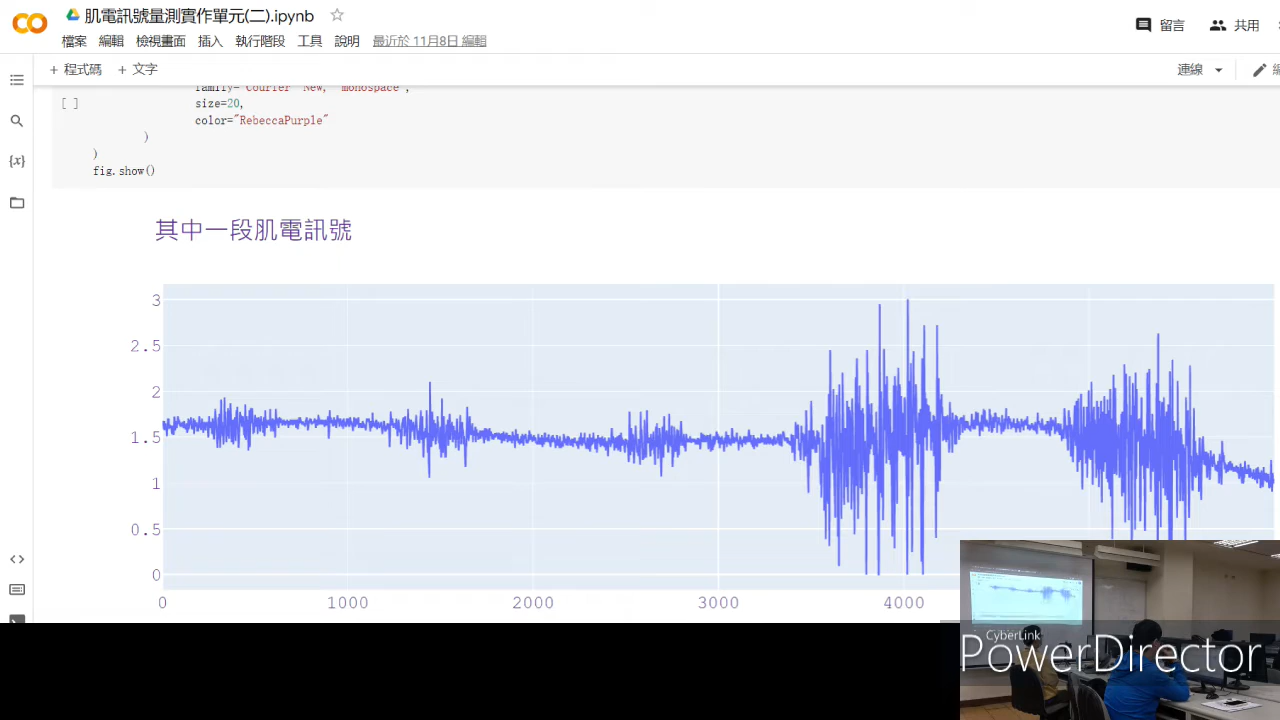 肌電訊號量測實作單元(二).ipynb
檔案 編輯 檢視畫面 插入 執行階段 工具 說明 最近於 11月8日 編輯
留言 共用
+ 程式碼 + 文字
連線
family="Courier New, monospace",
[ ] size=20,
color="RebeccaPurple"
)
)
fig.show()
{x}
其中一段肌電訊號
3
2.5
2
1.5
1
0.5
0
0 1000 2000 3000 4000
CyberLink
PowerDirector